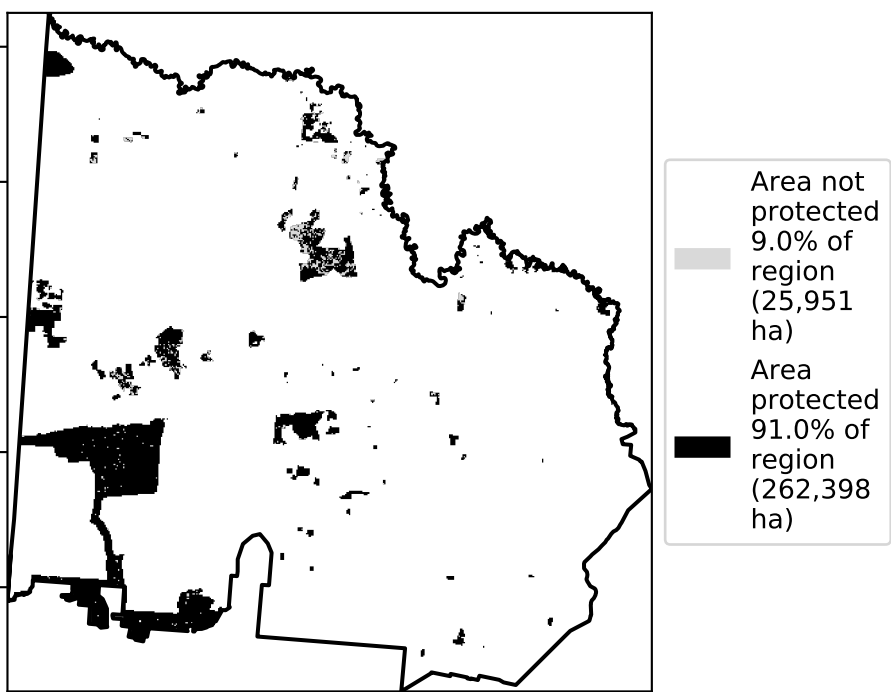 Area not
protected
9.0% of
region
(25,951
ha)
Area
protected
91.0% of
region
(262,398
ha)